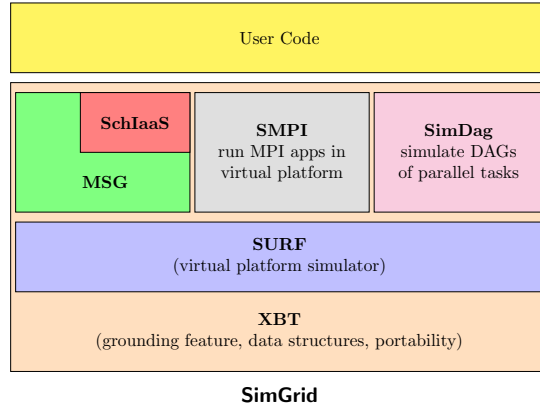 User Code
SchIaaS
MSG
SMPI
run MPI apps in
virtual platform
SimDag
simulate DAGs
of parallel tasks
SURF
(virtual platform simulator)
XBT
(grounding feature, data structures, portability)
SimGrid